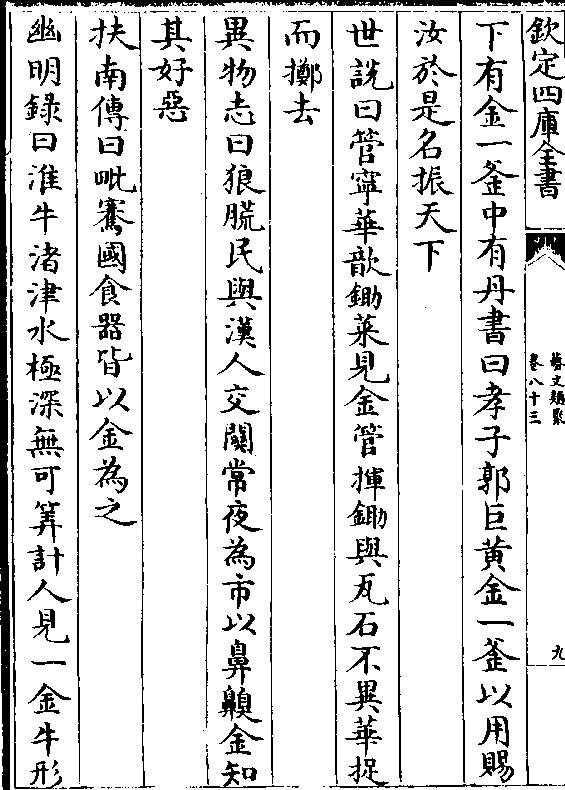 欽定四庫全書
藝文類聚
卷八十三
九
下有金一釜中有丹書曰孝子郭巨黃金一釜以用賜
汝於是名振天下
世說曰管寧華歆鋤菜見金管揮鋤與瓦石不異華捉
而擲去
異物志曰狼䏧民與漢人交關常夜為市以鼻齅金知
其好惡
扶南傳曰毗騫國食器皆以金為之
幽明錄曰淮牛渚津水極深無可筭計人見一金牛形